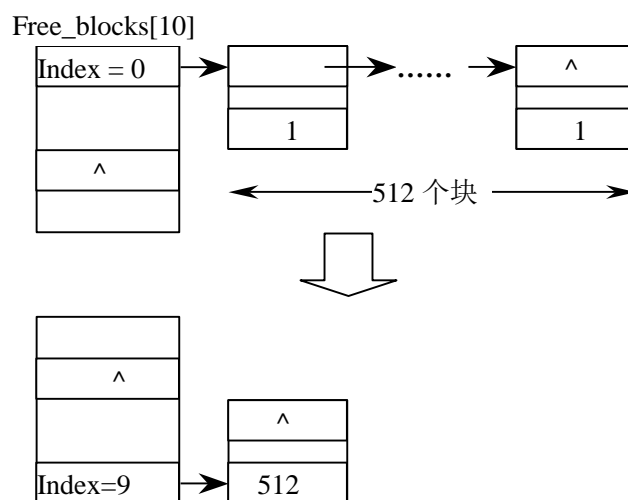 Free_blocks[10]
Index = 0
......
^
1
1
^
512 个块
^
^
Index=9
512